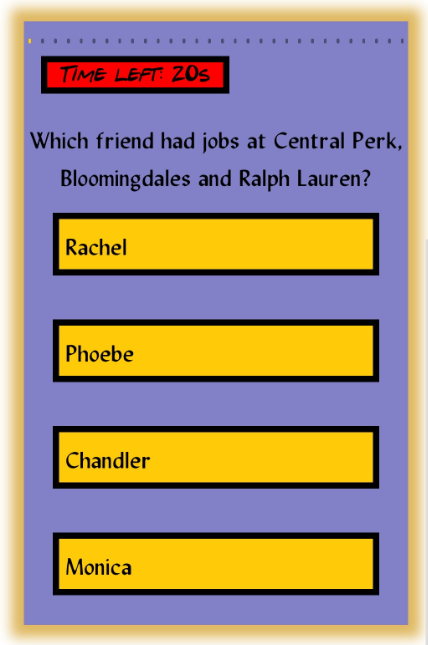 Time left: 20s
Which friend had jobs at Central Perk,
Bloomingdales and Ralph Lauren?
Rachel
Phoebe
Chandler
Monica